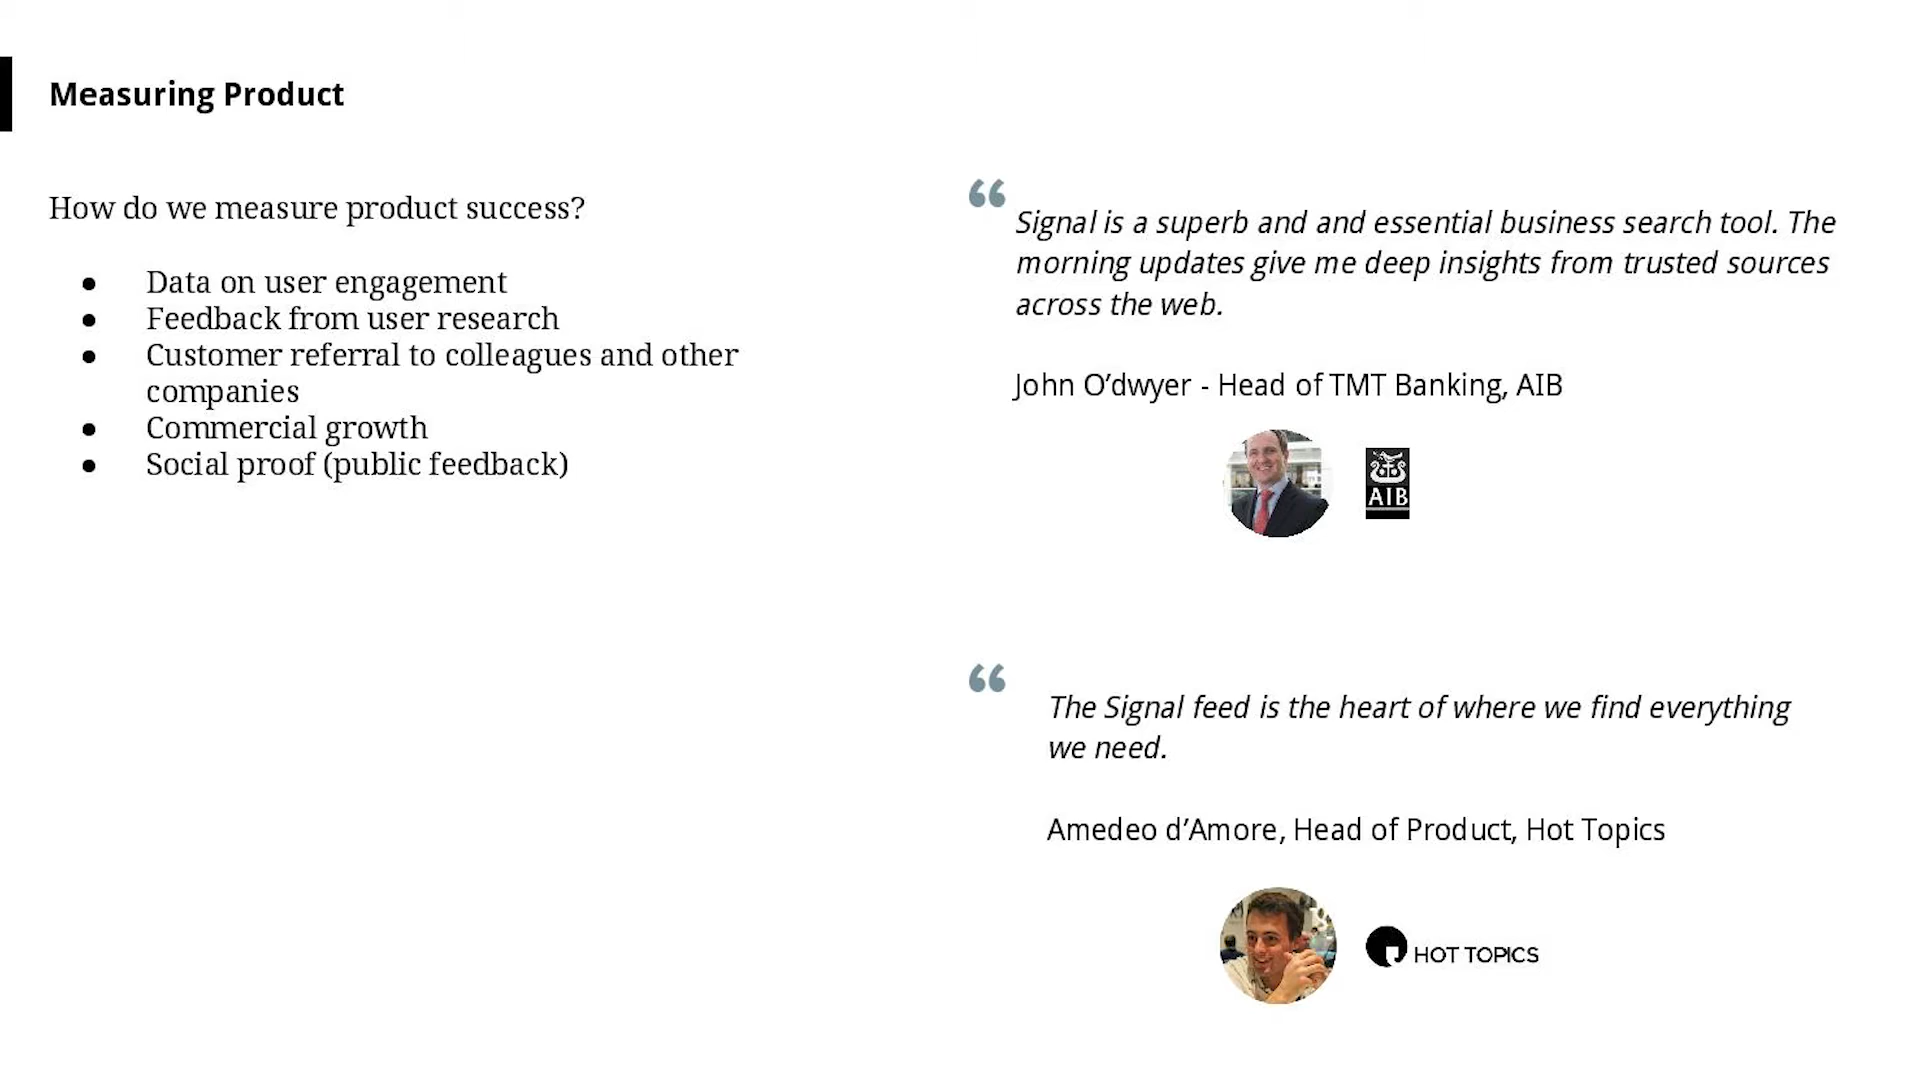 Measuring Product
How do we measure product success?
● Data on user engagement
● Feedback from user research
● Customer referral to colleagues and other
companies
● Commercial growth
● Social proof (public feedback)
“
Signal is a superb and and essential business search tool. The
morning updates give me deep insights from trusted sources
across the web.
John O’dwyer - Head of TMT Banking, AIB
AIB
“
The Signal feed is the heart of where we find everything
we need.
Amedeo d’Amore, Head of Product, Hot Topics
HOT TOPICS